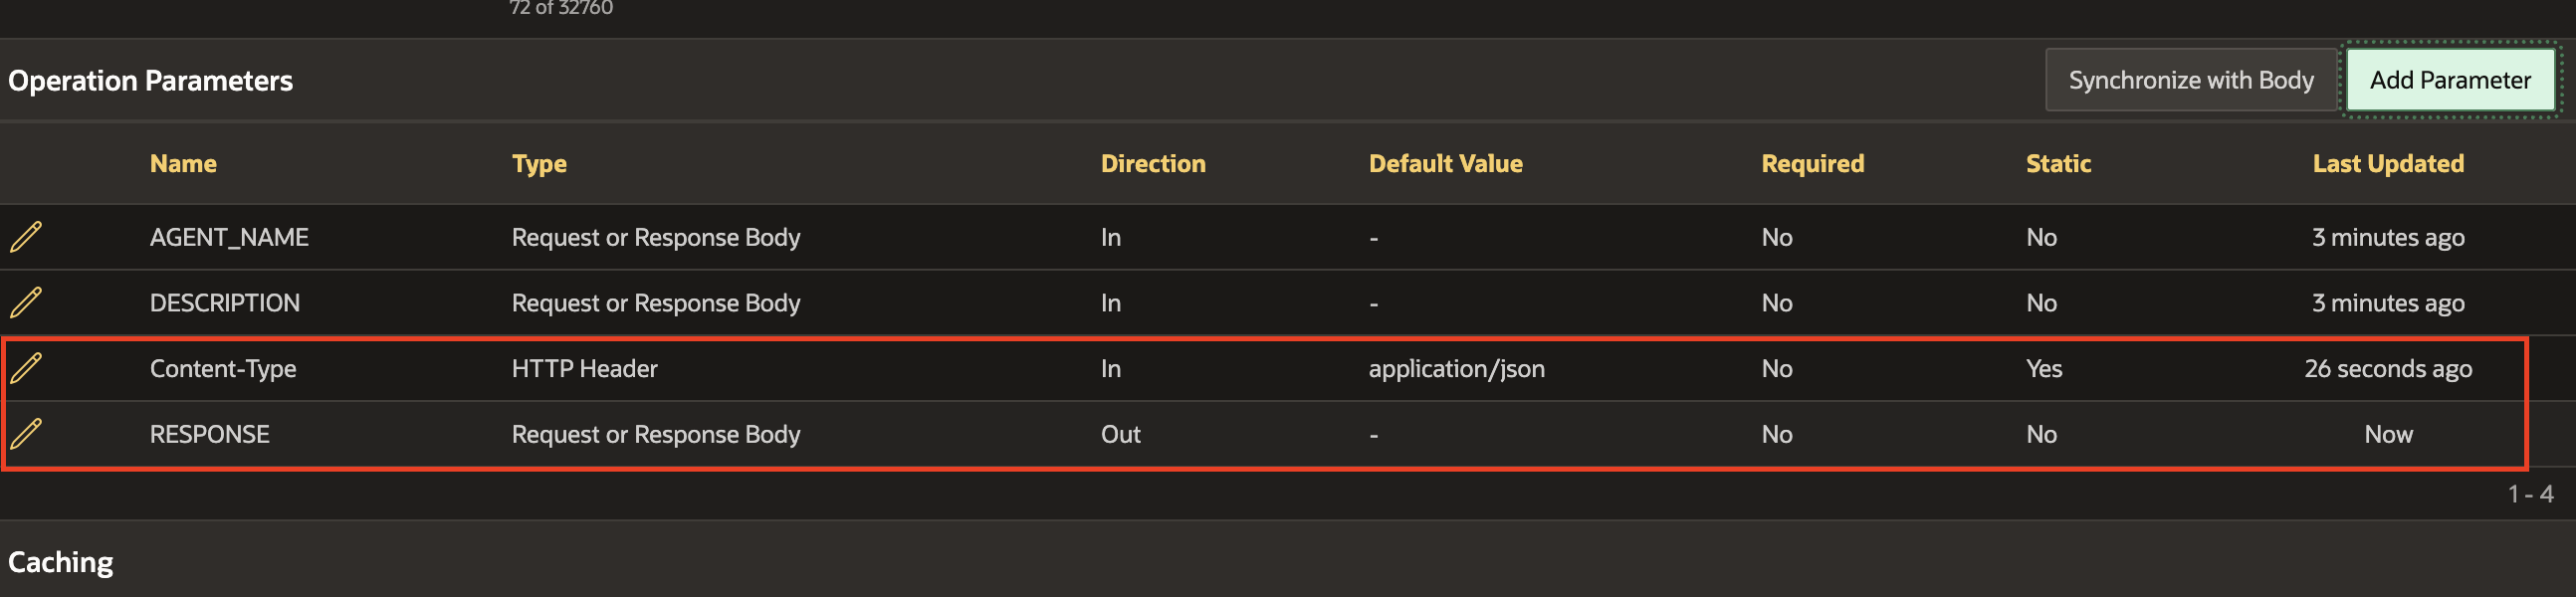 72 of 32760
Operation Parameters Synchronize with Body Add Parameter
Name Type Direction Default Value Required Static Last Updated
AGENT_NAME Request or Response Body In - No No 3 minutes ago
DESCRIPTION Request or Response Body In - No No 3 minutes ago
Content-Type HTTP Header In application/json No Yes 26 seconds ago
RESPONSE Request or Response Body Out - No No Now
1 - 4
Caching